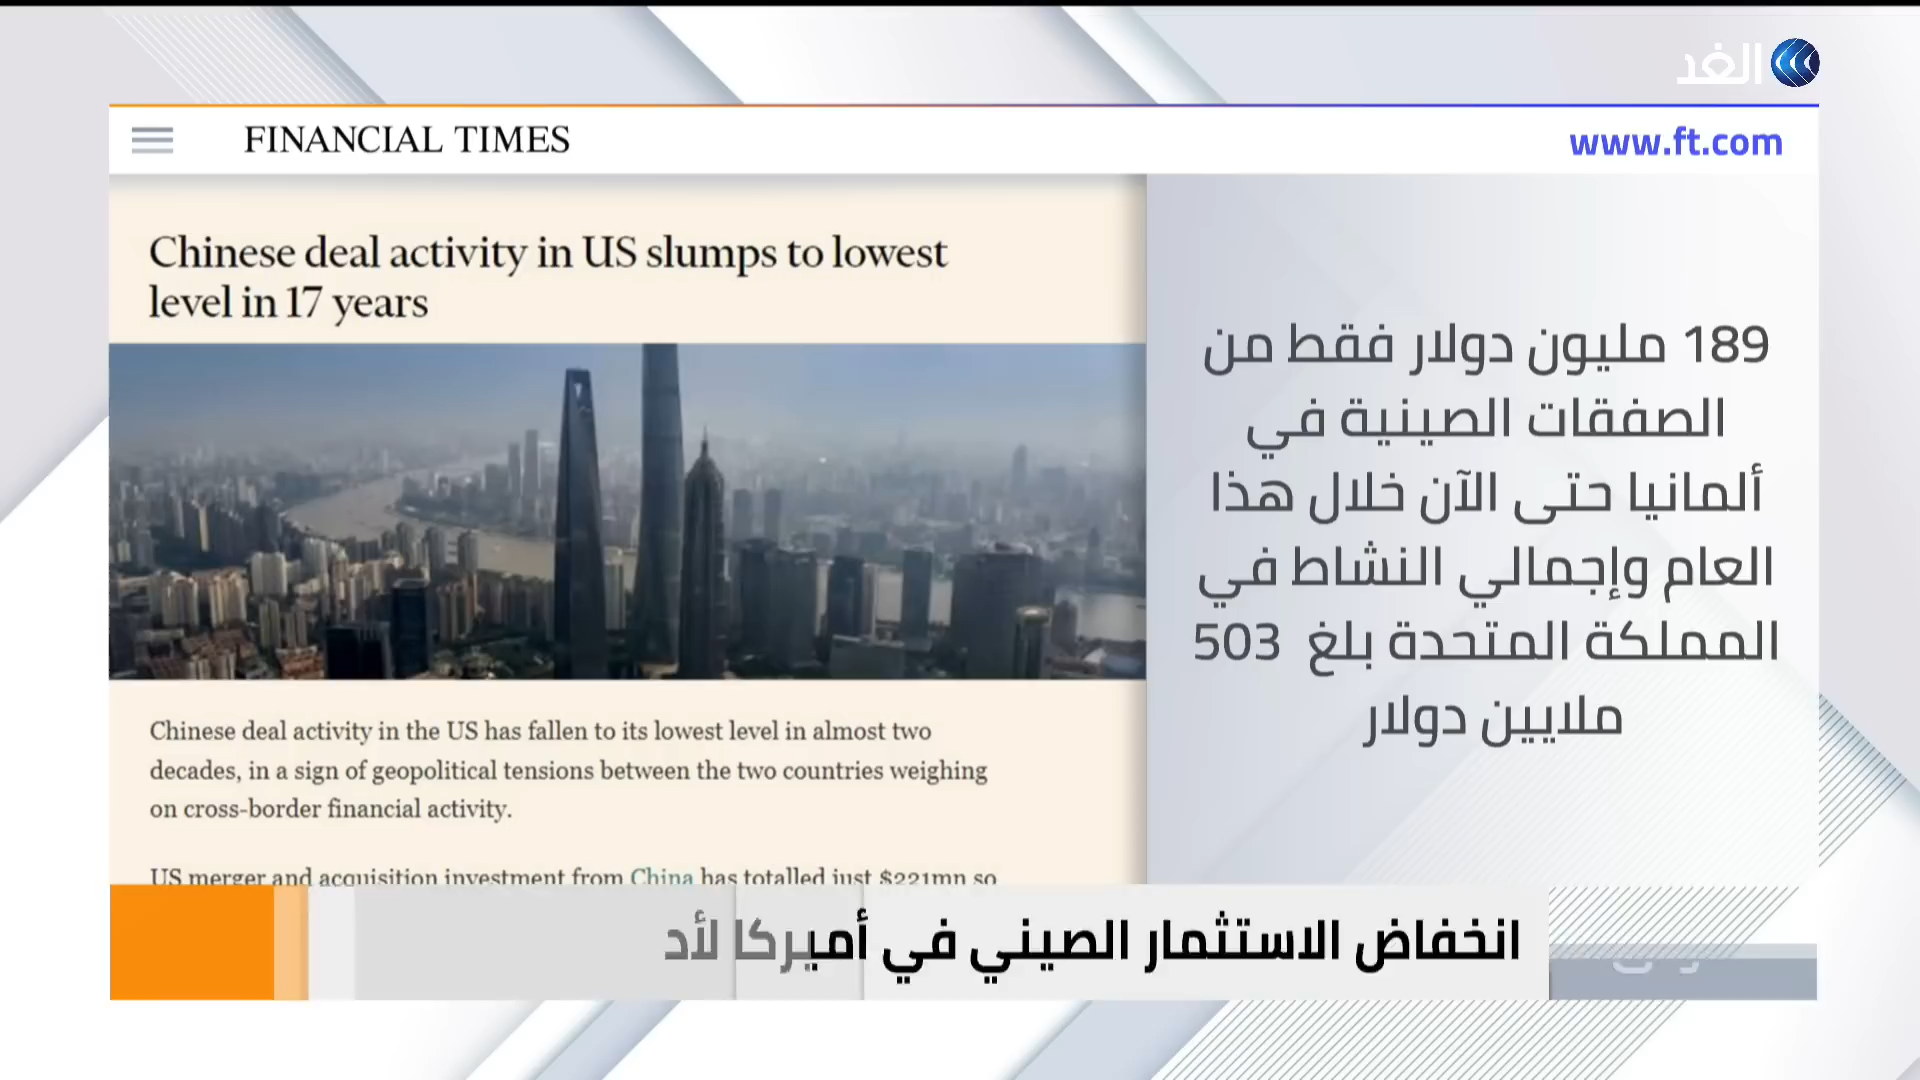 الغد
FINANCIAL TIMES
www.ft.com
Chinese deal activity in US slumps to lowest
level in 17 years
189 مليون دولار فقط من
الصفقات الصينية في
ألمانيا حتى الآن خلال هذا
العام وإجمالي النشاط في
المملكة المتحدة بلغ 503
ملايين دولار
Chinese deal activity in the US has fallen to its lowest level in almost two
decades, in a sign of geopolitical tensions between the two countries weighing
on cross-border financial activity.
US merger and acquisition investment from China has totalled just $221mn so
انخفاض الاستثمار الصيني في أميركا لأد